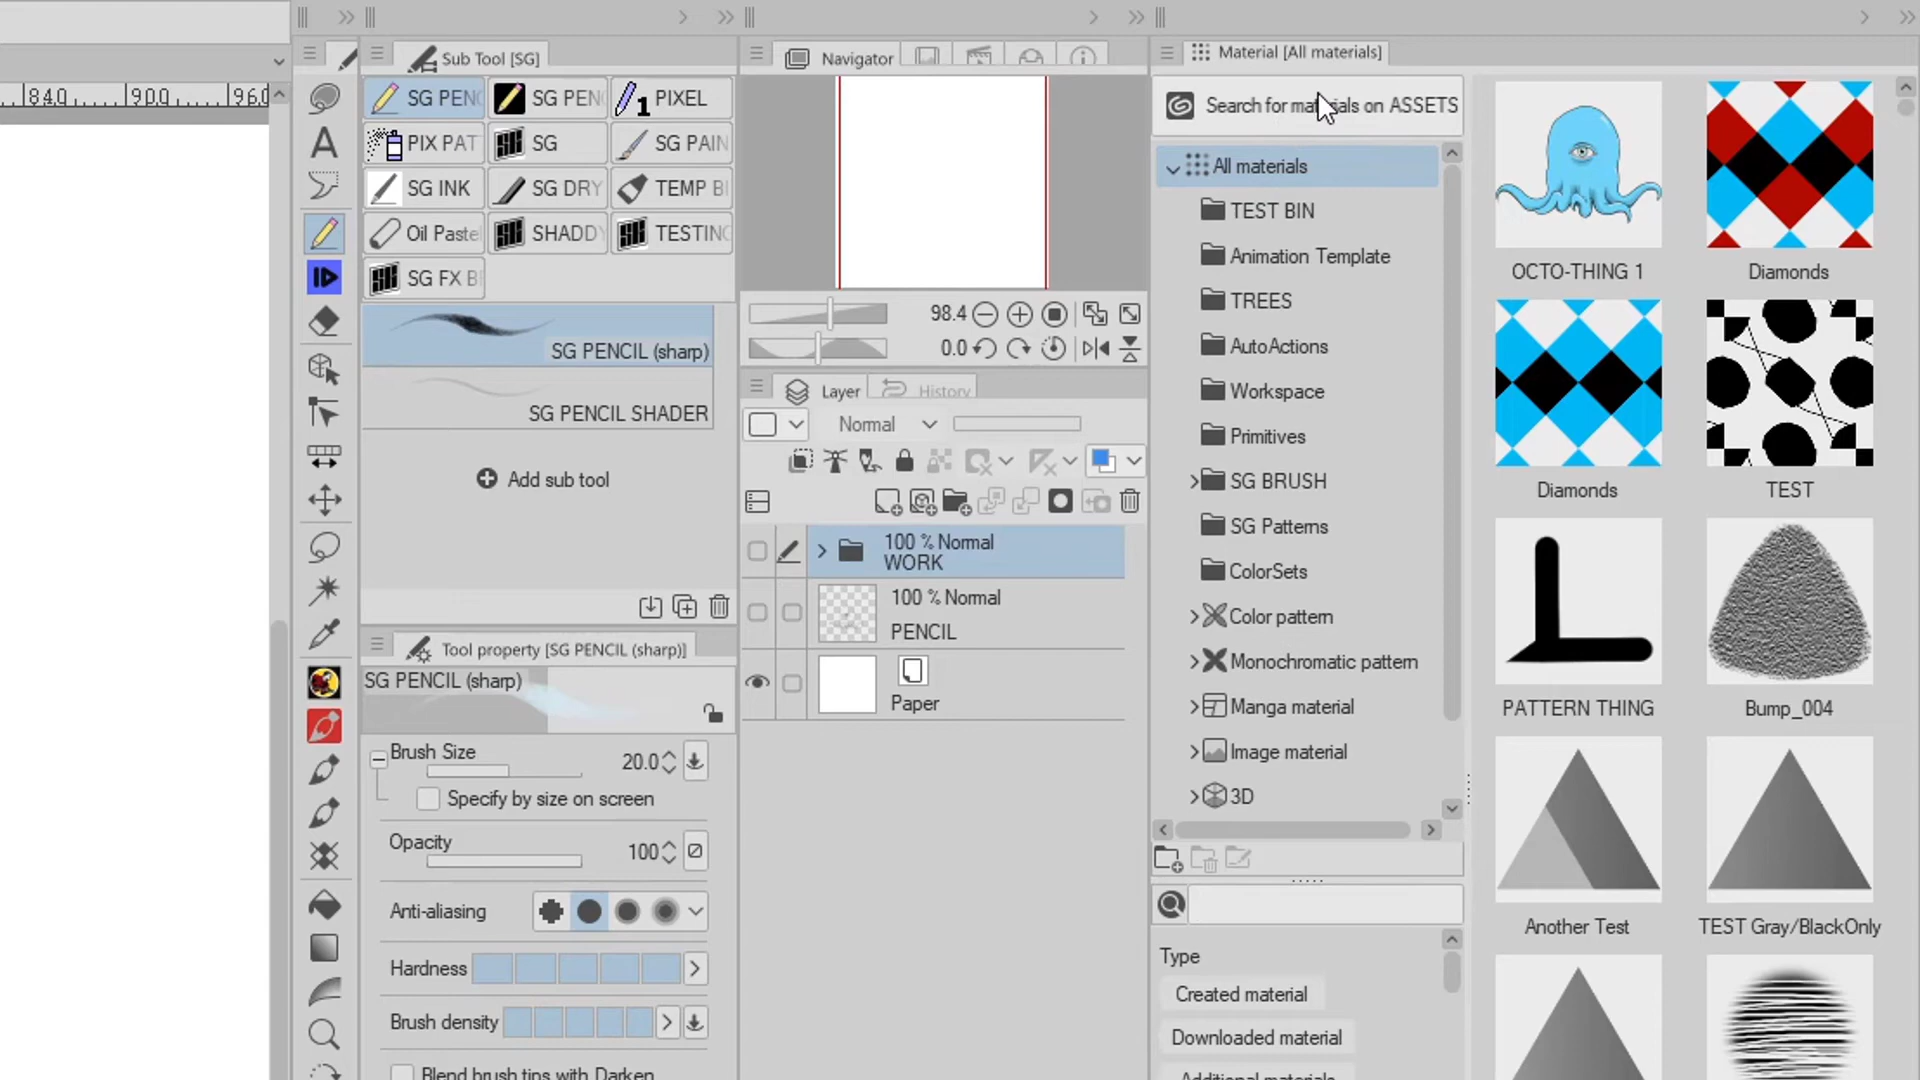 840 900 960
Sub Tool [SG]
SG PENC
SG PENC
PIXEL
PIX PAT
SG
SG PAIN
SG INK
SG DRY
TEMP B
Oil Paste
SHADDY
TESTING
SG FX B
SG PENCIL (sharp)
SG PENCIL SHADER
Add sub tool
Tool property [SG PENCIL (sharp)]
SG PENCIL (sharp)
Brush Size 20.0
Specify by size on screen
Opacity 100
Anti-aliasing
Hardness
Brush density
Blend brush tips with Darken
Navigator
98.4
0.0
Layer
History
Normal
100 % Normal
WORK
100 % Normal
PENCIL
Paper
Material [All materials]
Search for materials on ASSETS
All materials
TEST BIN
Animation Template
TREES
AutoActions
Workspace
Primitives
SG BRUSH
SG Patterns
ColorSets
Color pattern
Monochromatic pattern
Manga material
Image material
3D
Type
Created material
Downloaded material
Additional materials
OCTO-THING 1
Diamonds
Diamonds
TEST
PATTERN THING
Bump_004
Another Test
TEST Gray/BlackOnly